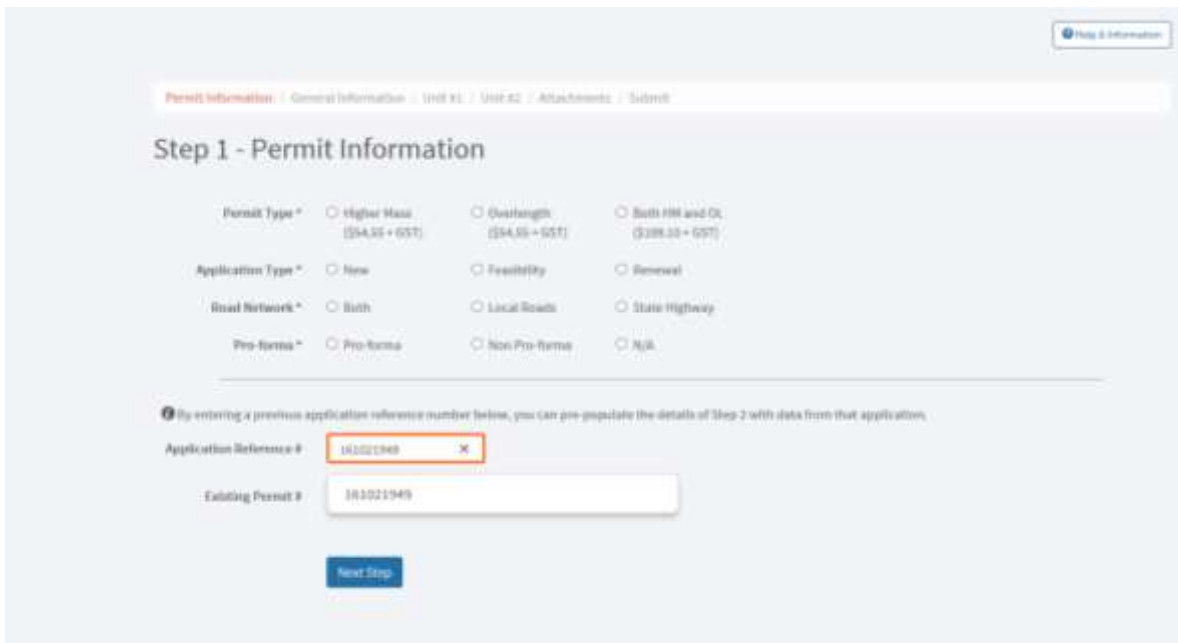 Help & Information
Permit Information / General Information / Unit #1 / Unit #2 / Attachments / Submit
Step 1 - Permit Information
Permit Type * Higher Mass Overlength Both HM and OL
($54.55 + GST) ($54.55 + GST) ($109.10 + GST)
Application Type * New Feasibility Renewal
Road Network * Both Local Roads State Highway
Pro-forma * Pro-forma Non Pro-forma N/A
By entering a previous application reference number below, you can pre-populate the details of Step 2 with data from that application.
Application Reference # 161021949
Existing Permit # 161021949
Next Step